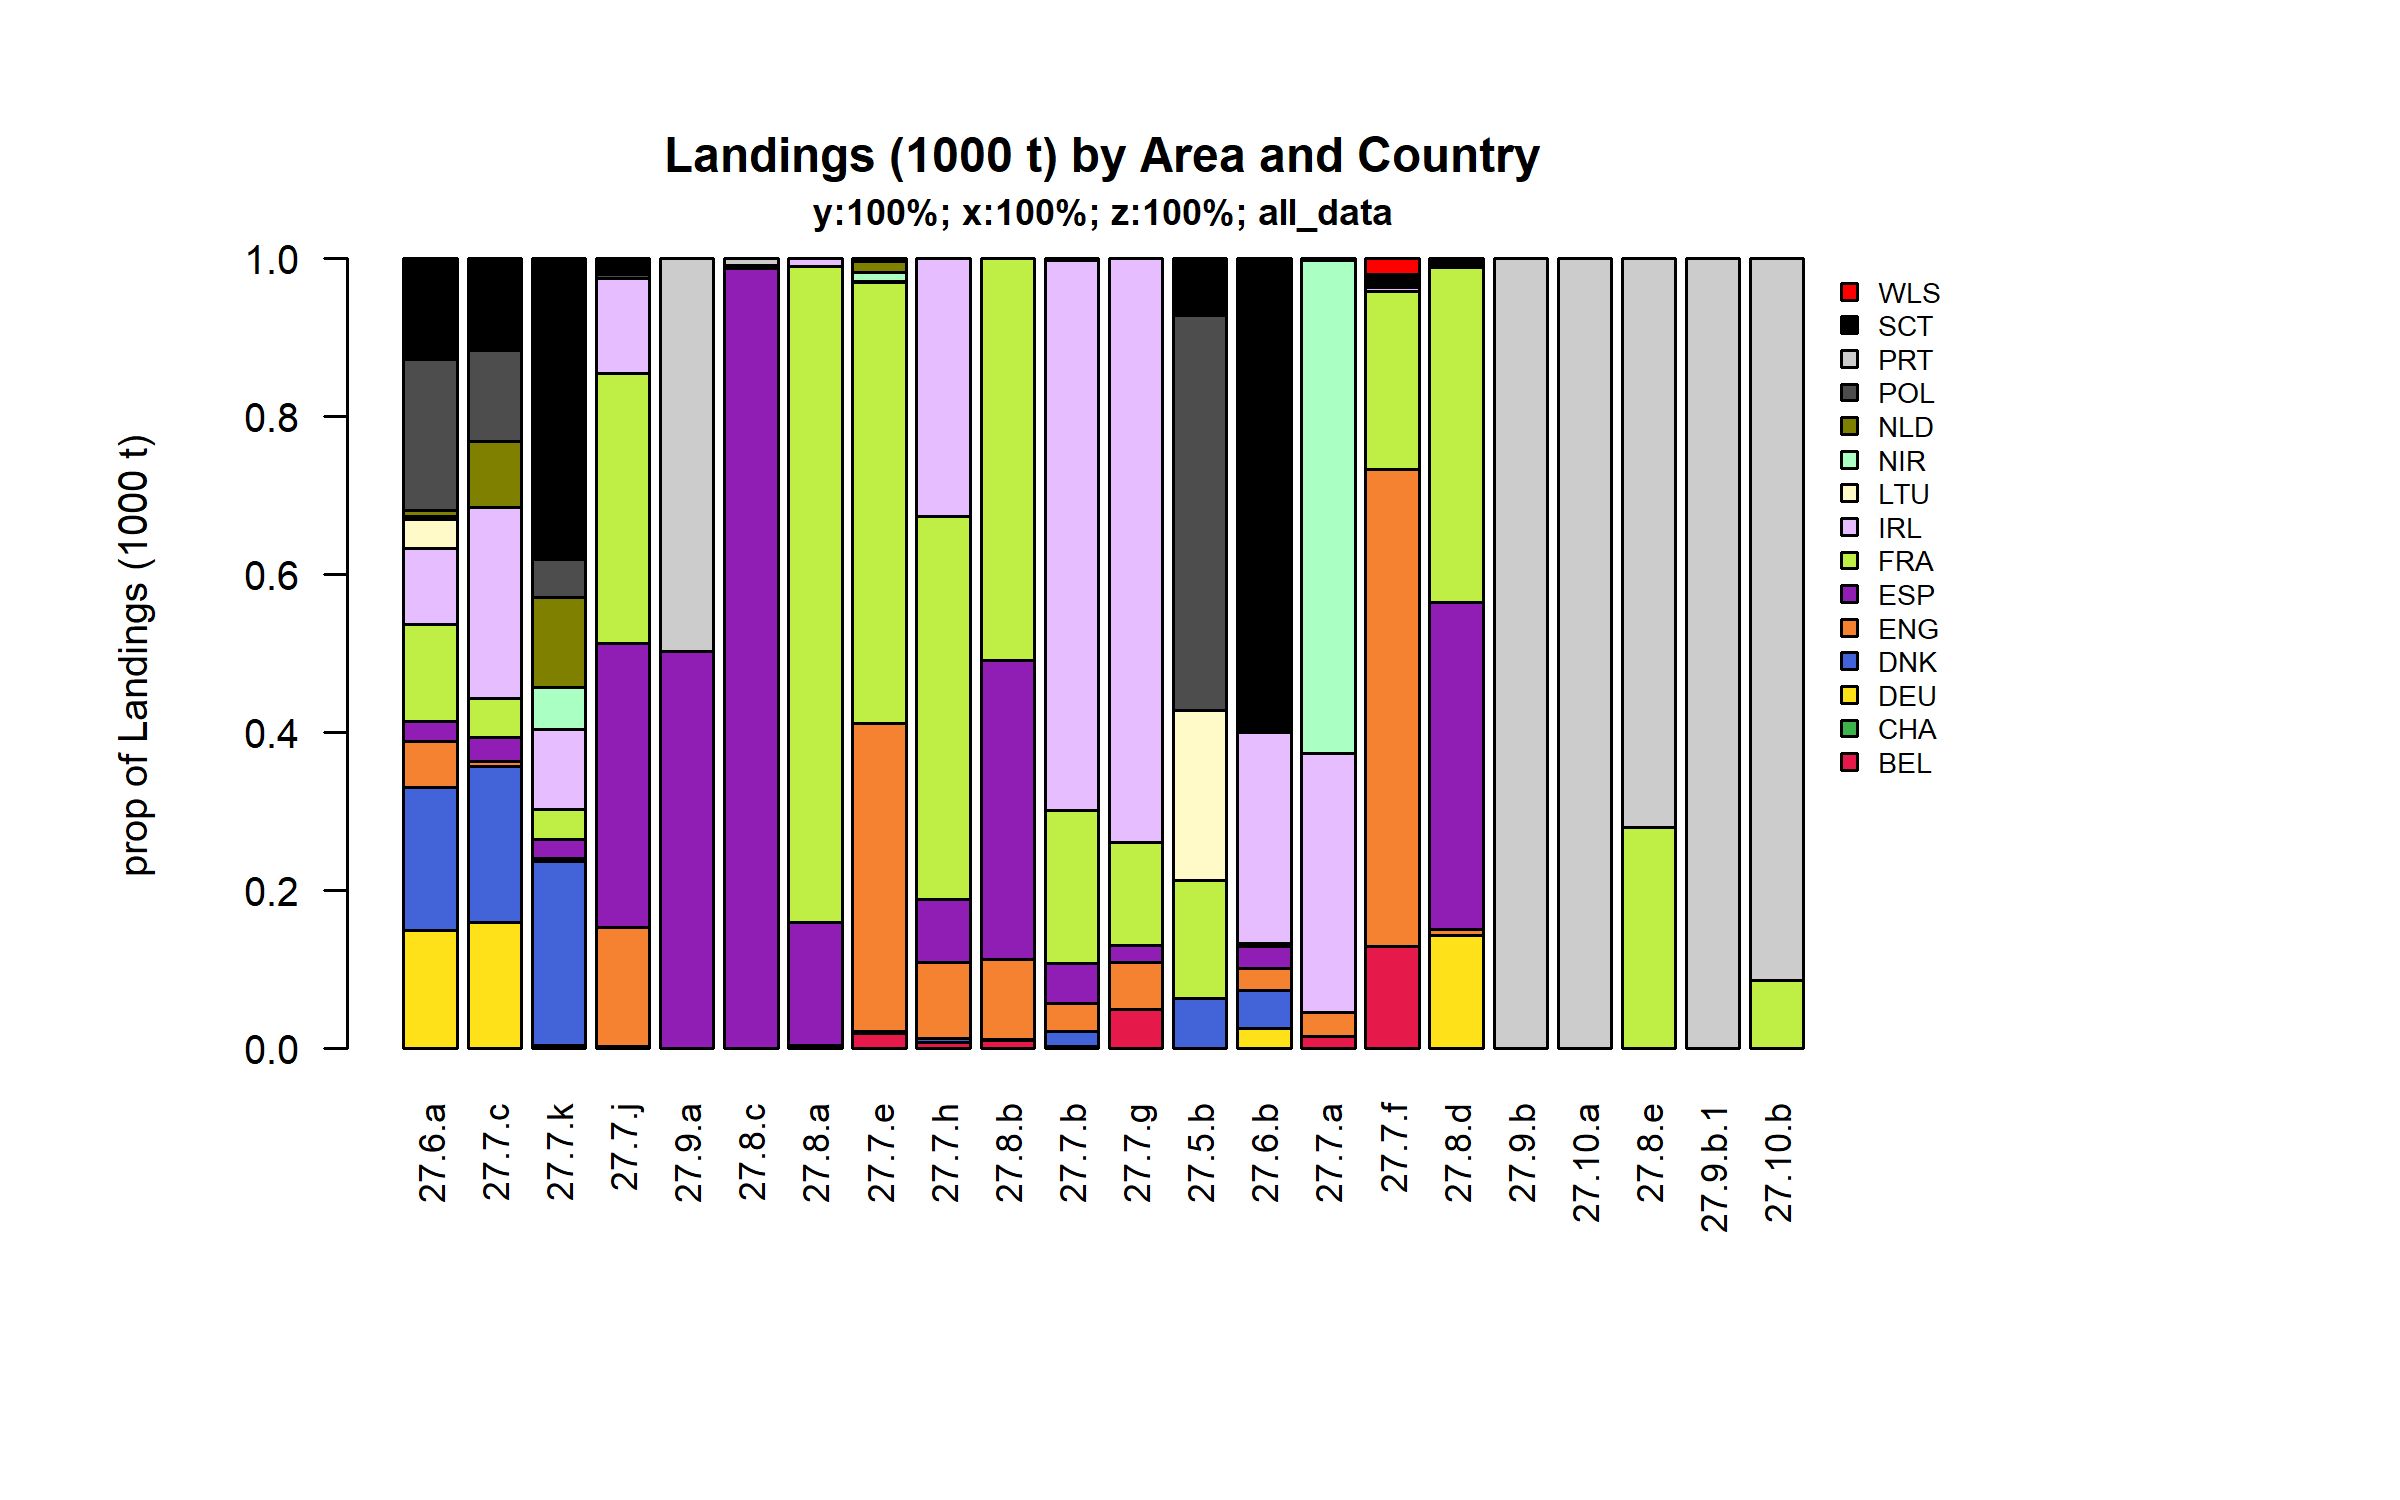 Landings (1000 t) by Area and Country
y:100%; x:100%; z:100%; all_data
prop of Landings (1000 t)
1.0
0.8
0.6
0.4
0.2
0.0
27.6.a
27.7.c
27.7.k
27.7.j
27.9.a
27.8.c
27.8.a
27.7.e
27.7.h
27.8.b
27.7.b
27.7.g
27.5.b
27.6.b
27.7.a
27.7.f
27.8.d
27.9.b
27.10.a
27.8.e
27.9.b.1
27.10.b
WLS
SCT
PRT
POL
NLD
NIR
LTU
IRL
FRA
ESP
ENG
DNK
DEU
CHA
BEL